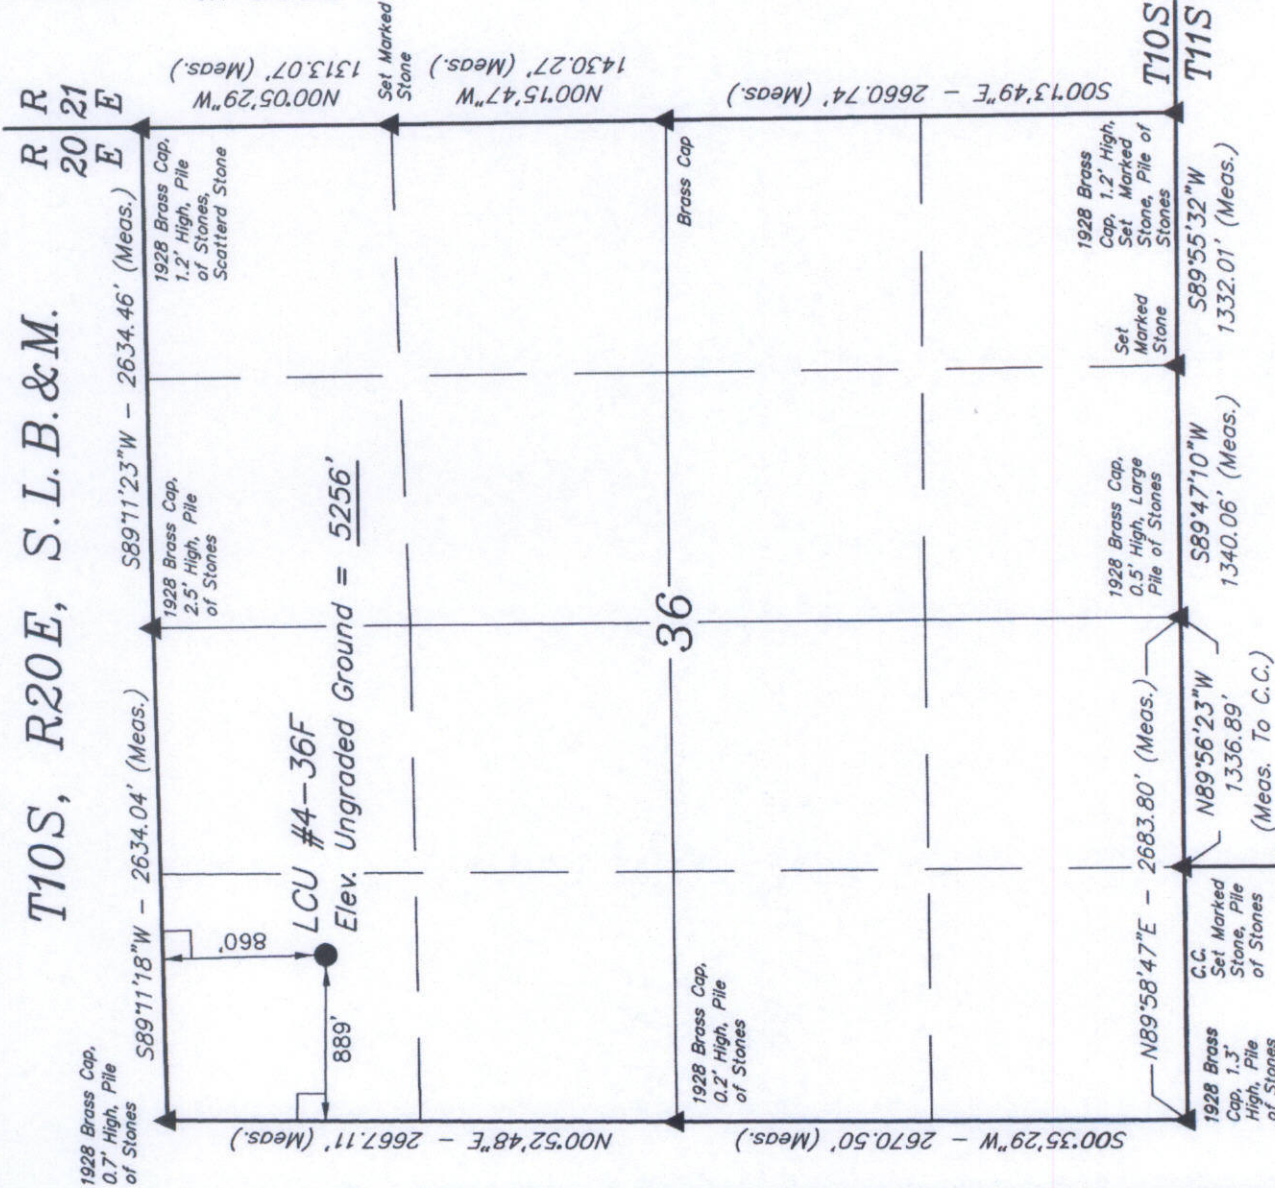 T10S, R20E, S.L.B.&M.
R R
20 21
E E
1928 Brass Cap,
0.7' High, Pile
of Stones
S89°11'18"W - 2634.04' (Meas.)
S89°11'23"W - 2634.46' (Meas.)
1928 Brass Cap,
2.5' High, Pile
of Stones
1928 Brass Cap,
1.2' High, Pile
of Stones,
Scatterd Stone
N00°05'29"W
1313.07' (Meas.)
Set Marked
Stone
N00°15'47"W
1430.27' (Meas.)
860'
889'
LCU #4-36F
Elev. Ungraded Ground = 5256'
N00°52'48"E - 2667.11' (Meas.)
36
Brass Cap
1928 Brass Cap,
0.2' High, Pile
of Stones
S00°35'29"W - 2670.50' (Meas.)
S00°13'49"E - 2660.74' (Meas.)
1928 Brass
Cap, 1.2' High,
Set Marked
Stone, Pile of
Stones
Set
Marked
Stone
1928 Brass Cap,
0.5' High, Large
Pile of Stones
T10S
T11S
N89°58'47"E - 2683.80' (Meas.)
N89°56'23"W
1336.89'
(Meas. To C.C.)
S89°47'10"W
1340.06' (Meas.)
S89°55'32"W
1332.01' (Meas.)
C.C.
Set Marked
Stone, Pile
of Stones
1928 Brass
Cap, 1.3'
High, Pile
of Stones